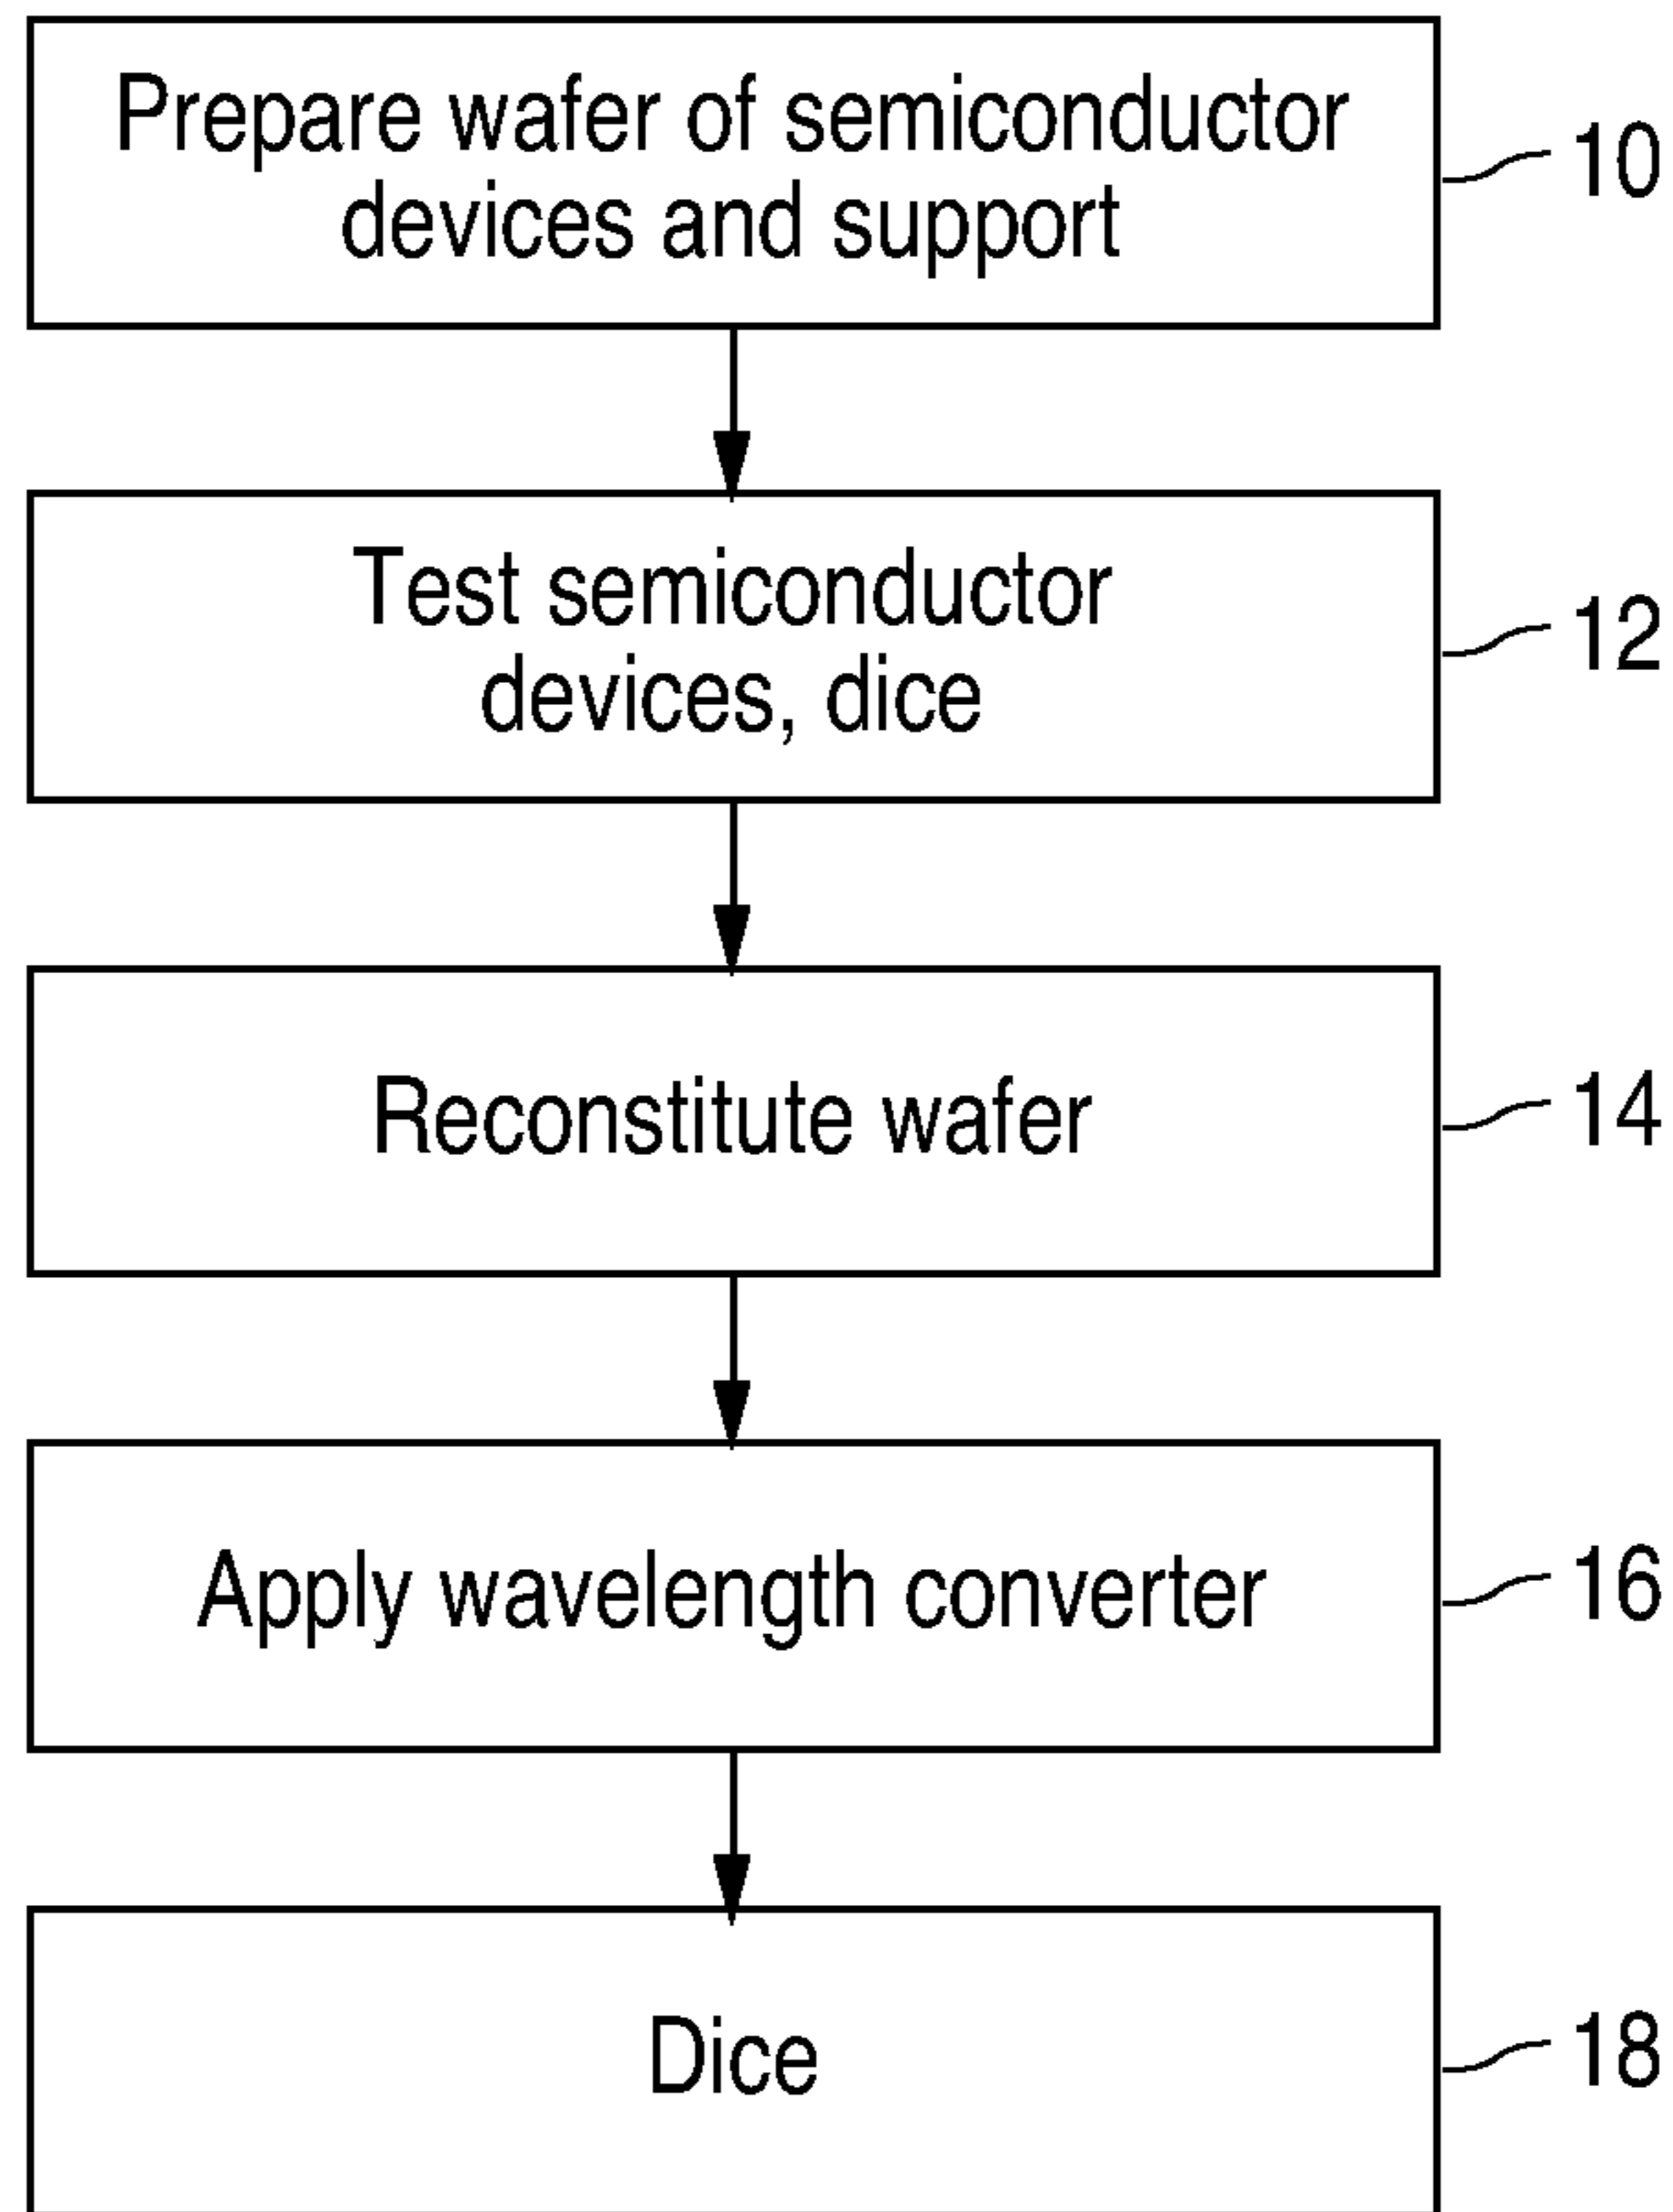 Prepare wafer of semiconductor
devices and support
10
Test semiconductor
devices, dice
12
Reconstitute wafer
14
Apply wavelength converter
16
Dice
18